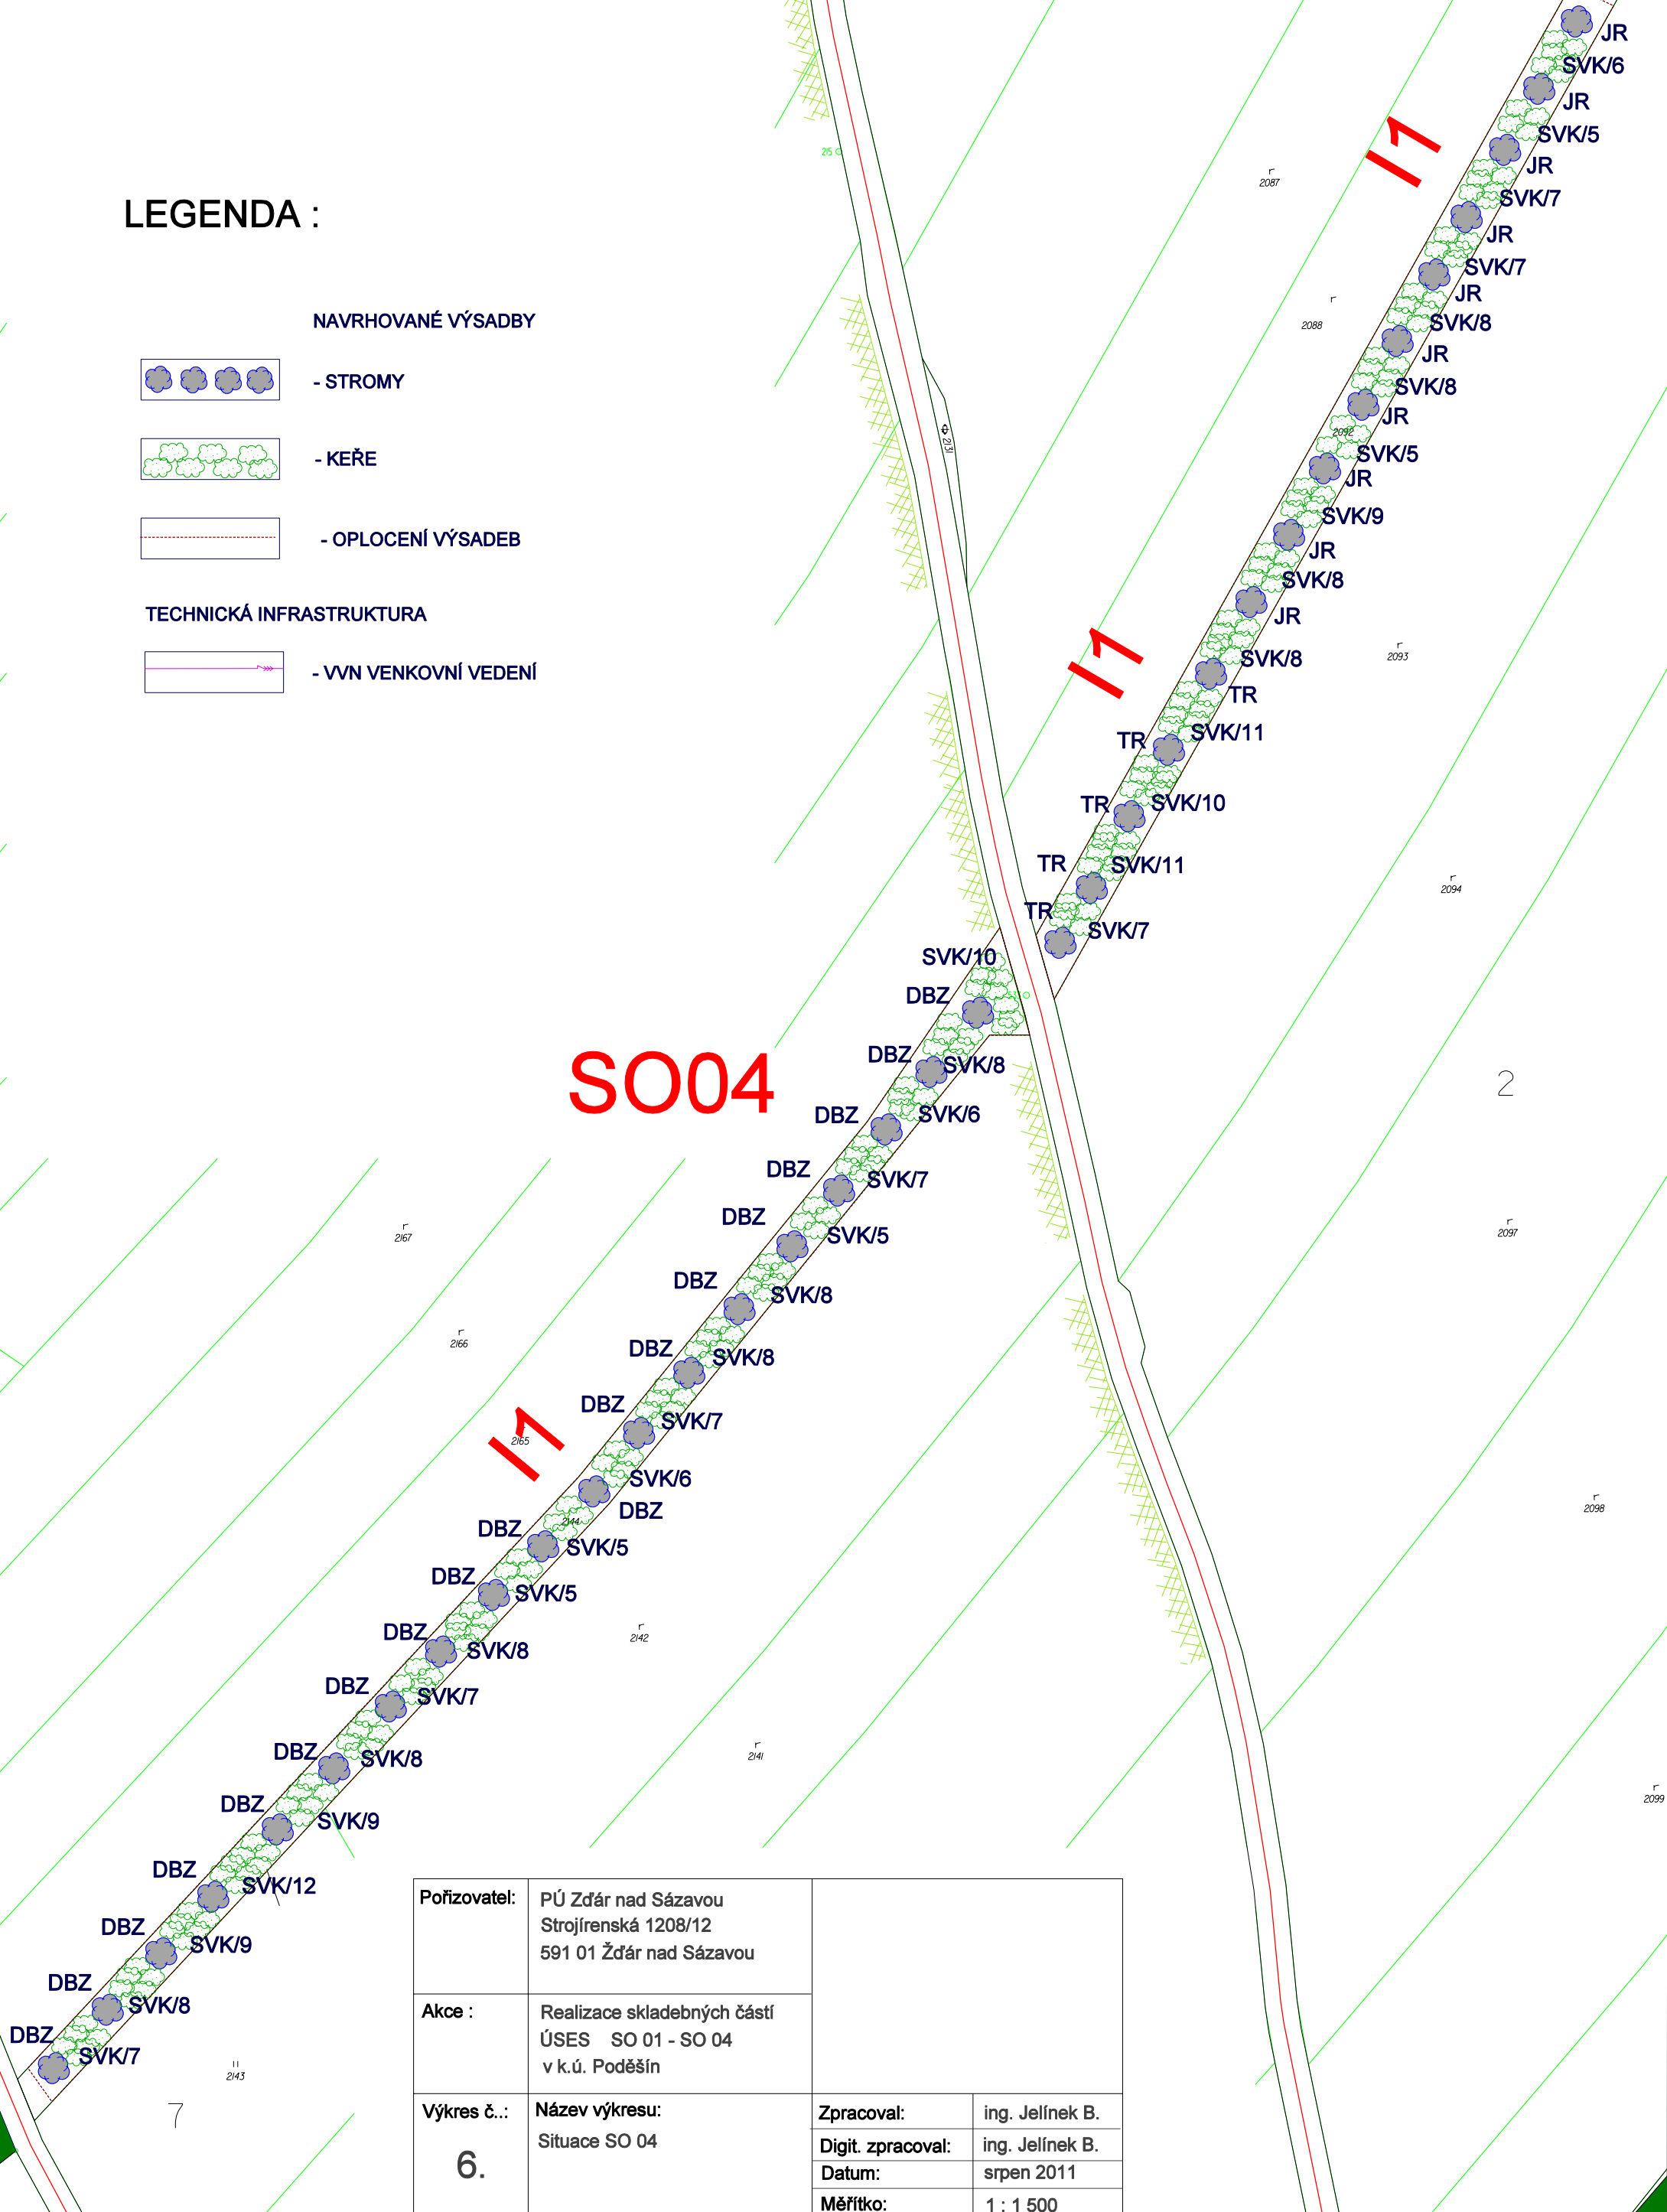 JR
SVK/6
JR
SVK/5
JR
SVK/7
JR
SVK/7
JR
SVK/8
JR
SVK/8
JR
2092
SVK/5
JR
SVK/9
JR
SVK/8
JR
SVK/8
TR
SVK/11
TR
SVK/10
TR
SVK/11
TR
TR
SVK/7
I1
I1
215
2087
r
2088
r
2131
2093
r
2094
r
2
2097
r
2098
r
2099
r
LEGENDA :
NAVRHOVANÉ VÝSADBY
- STROMY
- KEŘE
- OPLOCENÍ VÝSADEB
TECHNICKÁ INFRASTRUKTURA
- VVN VENKOVNÍ VEDENÍ
SO04
SVK/10
DBZ
DBZ
SVK/8
DBZ
SVK/6
DBZ
SVK/7
DBZ
SVK/5
DBZ
SVK/8
DBZ
SVK/8
DBZ
SVK/7
SVK/6
DBZ
2144
DBZ
SVK/5
DBZ
SVK/5
DBZ
SVK/8
DBZ
SVK/7
DBZ
SVK/8
DBZ
SVK/9
DBZ
SVK/12
DBZ
SVK/9
DBZ
SVK/8
DBZ
SVK/7
I1
r
2167
r
2166
2165
r
2142
r
2141
2143
7
Pořizovatel:
PÚ Zďár nad Sázavou
Strojírenská 1208/12
591 01 Žďár nad Sázavou
Akce :
Realizace skladebných částí
ÚSES SO 01 - SO 04
v k.ú. Poděšín
Výkres č..:
6.
Název výkresu:
Situace SO 04
Zpracoval:
ing. Jelínek B.
Digit. zpracoval:
ing. Jelínek B.
Datum:
srpen 2011
Měřítko:
1 : 1 500